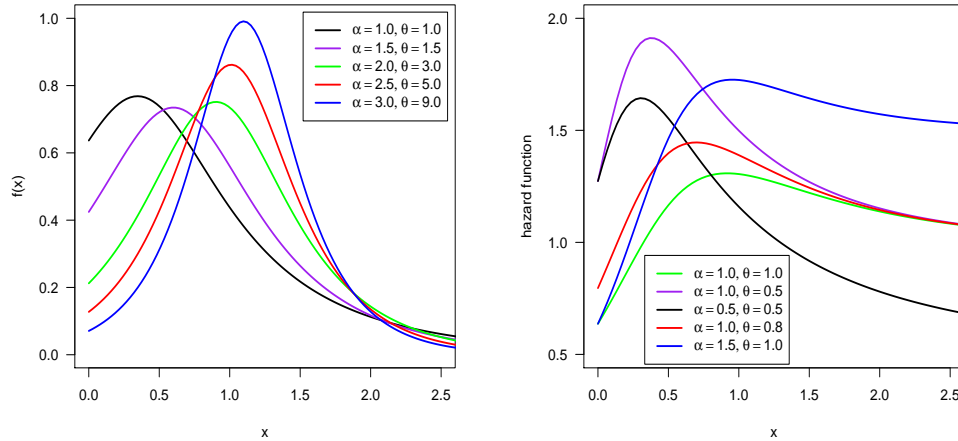 f(x)
1.0
0.8
0.6
0.4
0.2
0.0
α = 1.0, θ = 1.0
α = 1.5, θ = 1.5
α = 2.0, θ = 3.0
α = 2.5, θ = 5.0
α = 3.0, θ = 9.0
0.0 0.5 1.0 1.5 2.0 2.5
x
hazard function
2.0
1.5
1.0
0.5
α = 1.0, θ = 1.0
α = 1.0, θ = 0.5
α = 0.5, θ = 0.5
α = 1.0, θ = 0.8
α = 1.5, θ = 1.0
0.0 0.5 1.0 1.5 2.0 2.5
x